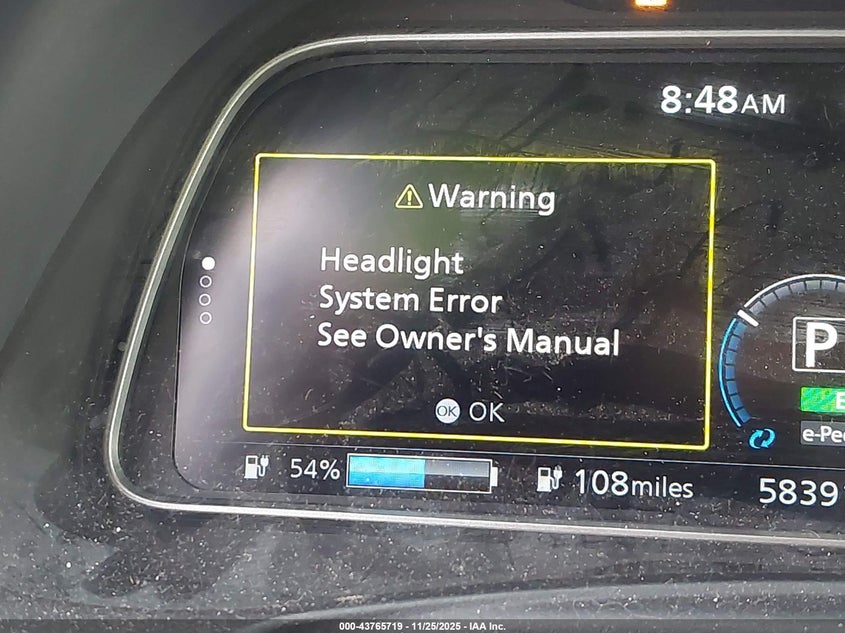 8:48AM
Warning
Headlight
System Error
See Owner's Manual
OK OK
P
E
54%
108miles
5839
000-43765719 - 11/25/2025 - IAA Inc.